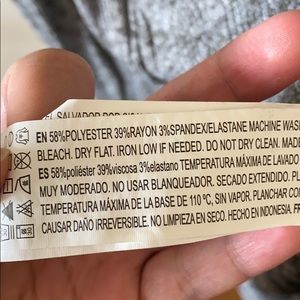 EL SALVADOR POR
EN 58%POLYESTER 39%RAYON 3%SPANDEX/ELASTANE MACHINE WAS
BLEACH. DRY FLAT. IRON LOW IF NEEDED. DO NOT DRY CLEAN. MADE
ES 58%poliéster 39%viscosa 3%elastano TEMPERATURA MÁXIMA DE LAVADO
MUY MODERADO. NO USAR BLANQUEADOR. SECADO EXTENDIDO. PL
TEMPERATURA MÁXIMA DE LA BASE DE 110 ºC, SIN VAPOR. PLANCHAR CO
CAUSAR DAÑO IRREVERSIBLE. NO LIMPIEZA EN SECO. HECHO EN INDONESIA. FR